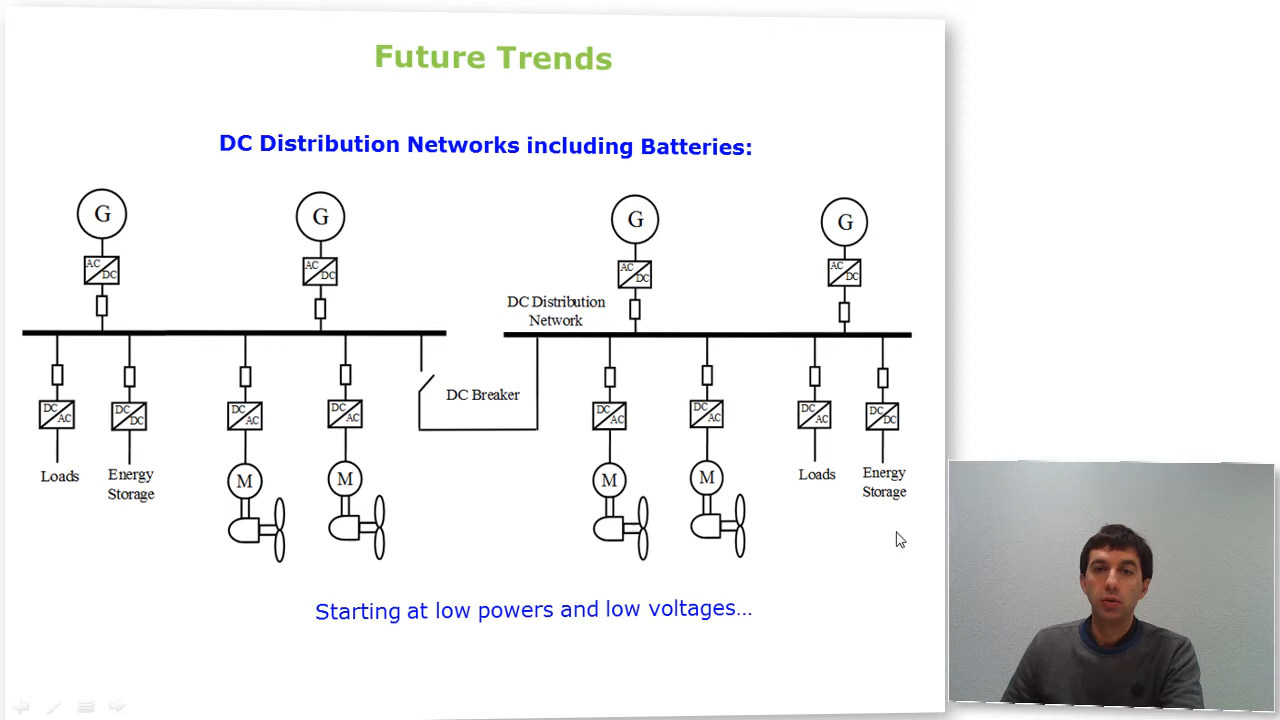 Future Trends
DC Distribution Networks including Batteries:
G
G
G
G
AC
DC
AC
DC
AC
DC
AC
DC
DC Distribution
Network
DC Breaker
DC
AC
DC
DC
DC
AC
DC
AC
DC
AC
DC
AC
DC
AC
DC
DC
Loads
Energy
Storage
M
M
M
M
Loads
Energy
Storage
Starting at low powers and low voltages...